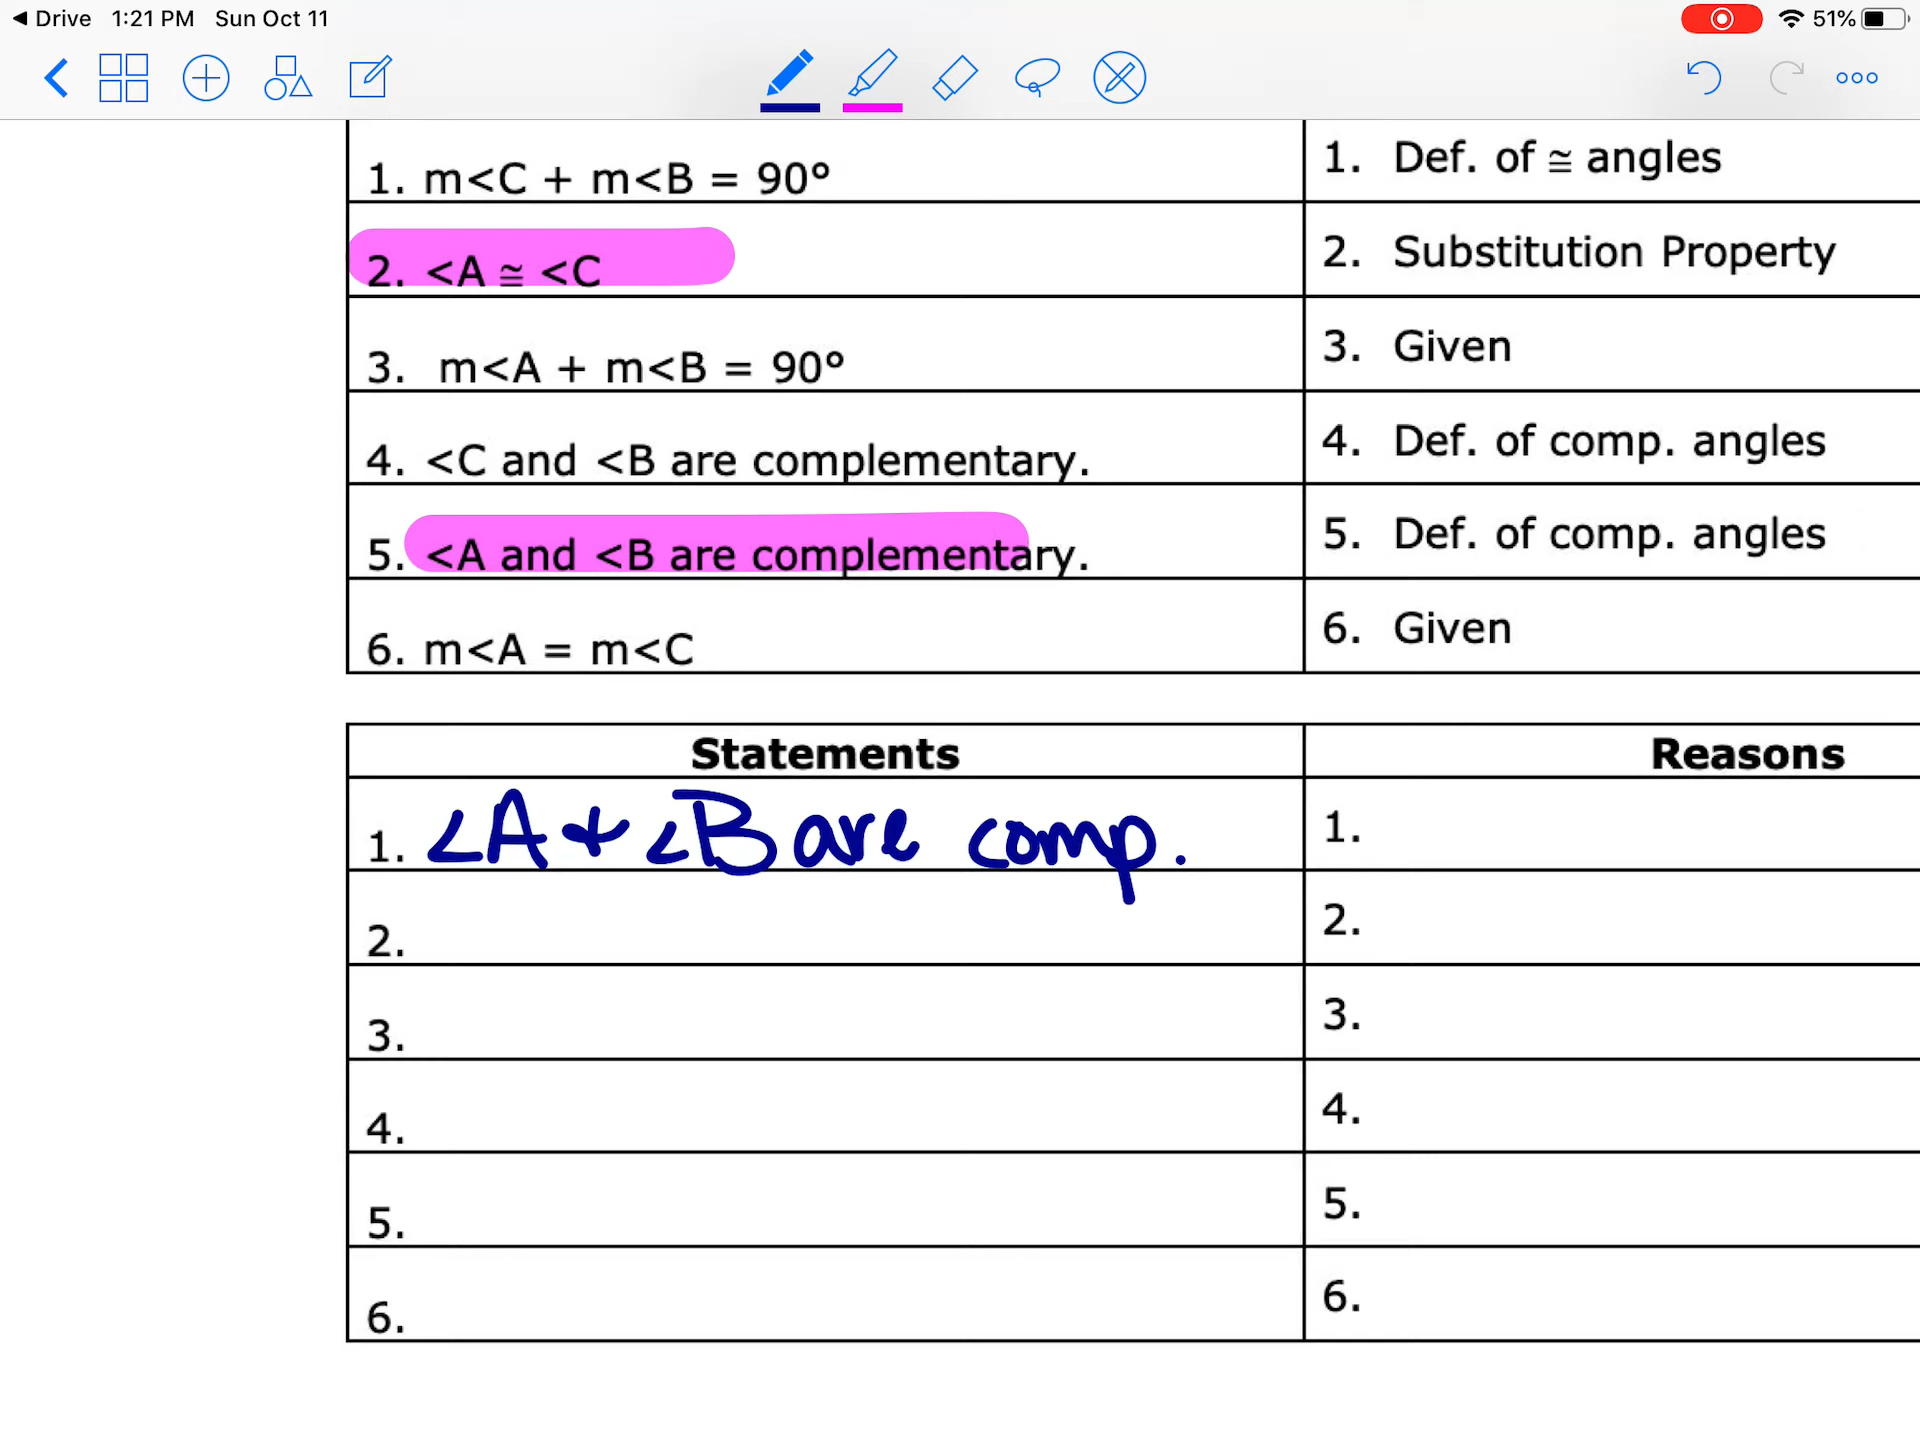 Drive 1:21 PM Sun Oct 11 51%
1. m<C + m<B = 90° 1. Def. of ≅ angles
2. <A ≅ <C 2. Substitution Property
3. m<A + m<B = 90° 3. Given
4. <C and <B are complementary. 4. Def. of comp. angles
5. <A and <B are complementary. 5. Def. of comp. angles
6. m<A = m<C 6. Given
Statements Reasons
1. ∠A & ∠B are comp. 1.
2. 2.
3. 3.
4. 4.
5. 5.
6. 6.